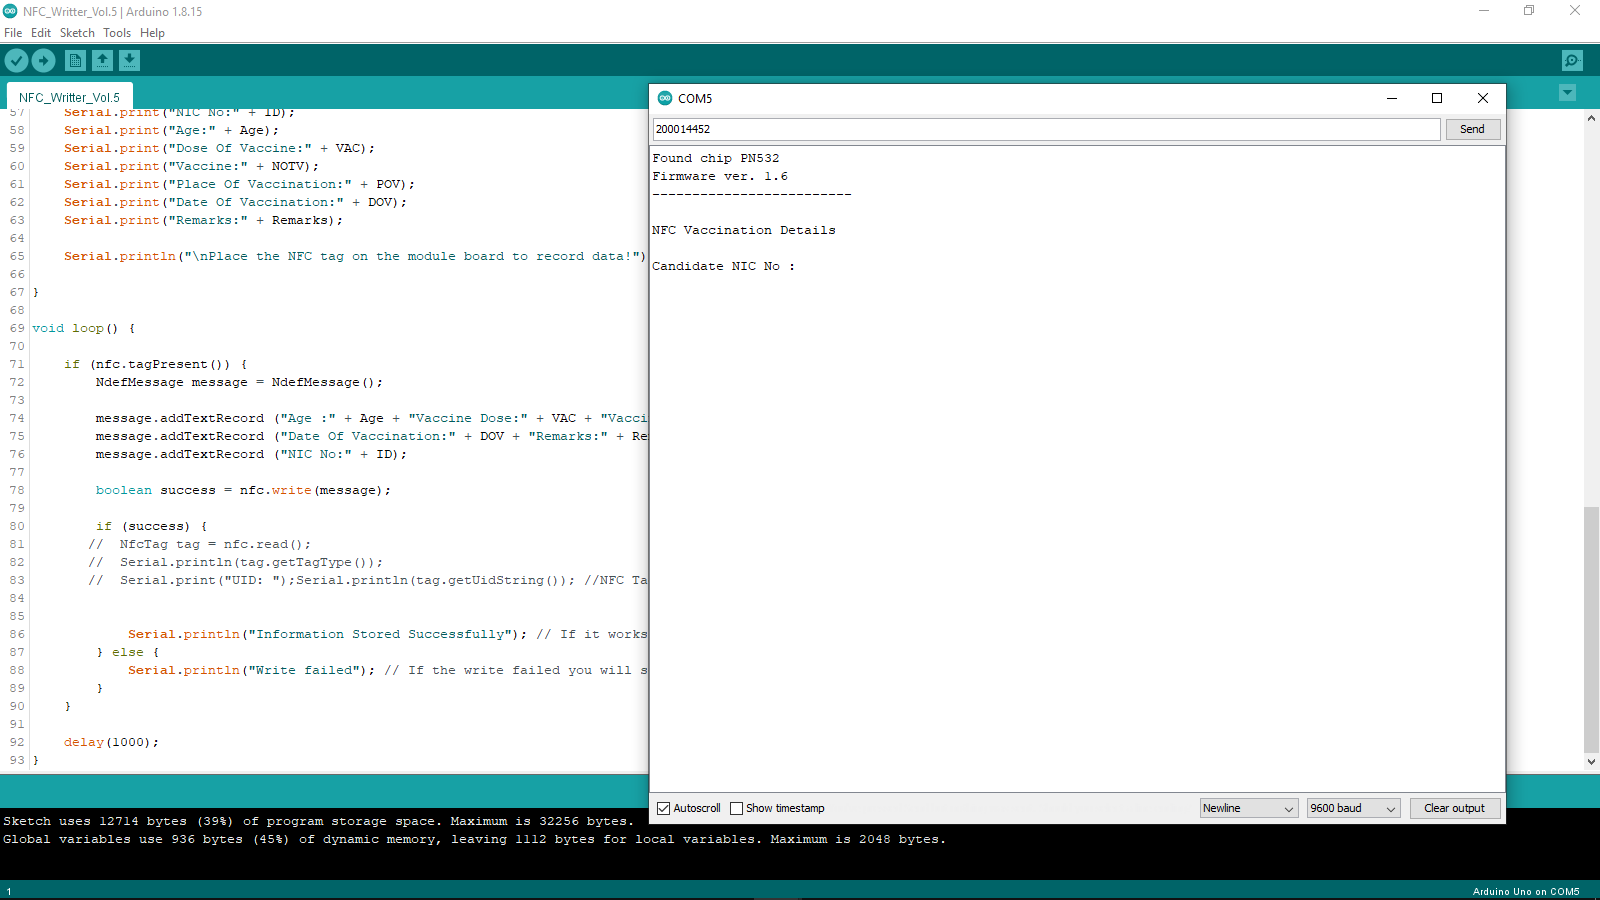 NFC_Writter_Vol.5 | Arduino 1.8.15
File Edit Sketch Tools Help
NFC_Writter_Vol.5
57 Serial.print("NIC No:" + ID);
58 Serial.print("Age:" + Age);
59 Serial.print("Dose Of Vaccine:" + VAC);
60 Serial.print("Vaccine:" + NOTV);
61 Serial.print("Place Of Vaccination:" + POV);
62 Serial.print("Date Of Vaccination:" + DOV);
63 Serial.print("Remarks:" + Remarks);
64
65 Serial.println("\nPlace the NFC tag on the module board to record data!")
66
67 }
68
69 void loop() {
70
71 if (nfc.tagPresent()) {
72 NdefMessage message = NdefMessage();
73
74 message.addTextRecord ("Age :" + Age + "Vaccine Dose:" + VAC + "Vacci
75 message.addTextRecord ("Date Of Vaccination:" + DOV + "Remarks:" + Re
76 message.addTextRecord ("NIC No:" + ID);
77
78 boolean success = nfc.write(message);
79
80 if (success) {
81 // NfcTag tag = nfc.read();
82 // Serial.println(tag.getTagType());
83 // Serial.print("UID: ");Serial.println(tag.getUidString()); //NFC Ta
84
85
86 Serial.println("Information Stored Successfully"); // If it works
87 } else {
88 Serial.println("Write failed"); // If the write failed you will s
89 }
90 }
91
92 delay(1000);
93 }
COM5
200014452
Send
Found chip PN532
Firmware ver. 1.6
-------------------------
NFC Vaccination Details
Candidate NIC No :
Autoscroll Show timestamp Newline 9600 baud Clear output
Sketch uses 12714 bytes (39%) of program storage space. Maximum is 32256 bytes.
Global variables use 936 bytes (45%) of dynamic memory, leaving 1112 bytes for local variables. Maximum is 2048 bytes.
1 Arduino Uno on COM5